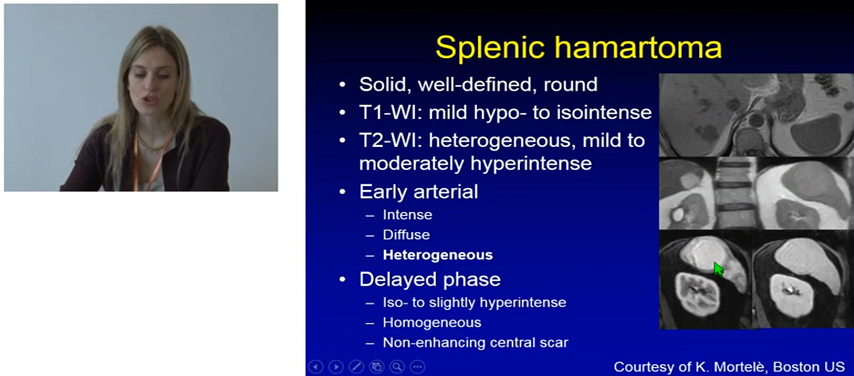 Splenic hamartoma
• Solid, well-defined, round
• T1-WI: mild hypo- to isointense
• T2-WI: heterogeneous, mild to
moderately hyperintense
• Early arterial
– Intense
– Diffuse
– Heterogeneous
• Delayed phase
– Iso- to slightly hyperintense
– Homogeneous
– Non-enhancing central scar
Courtesy of K. Mortelè, Boston US